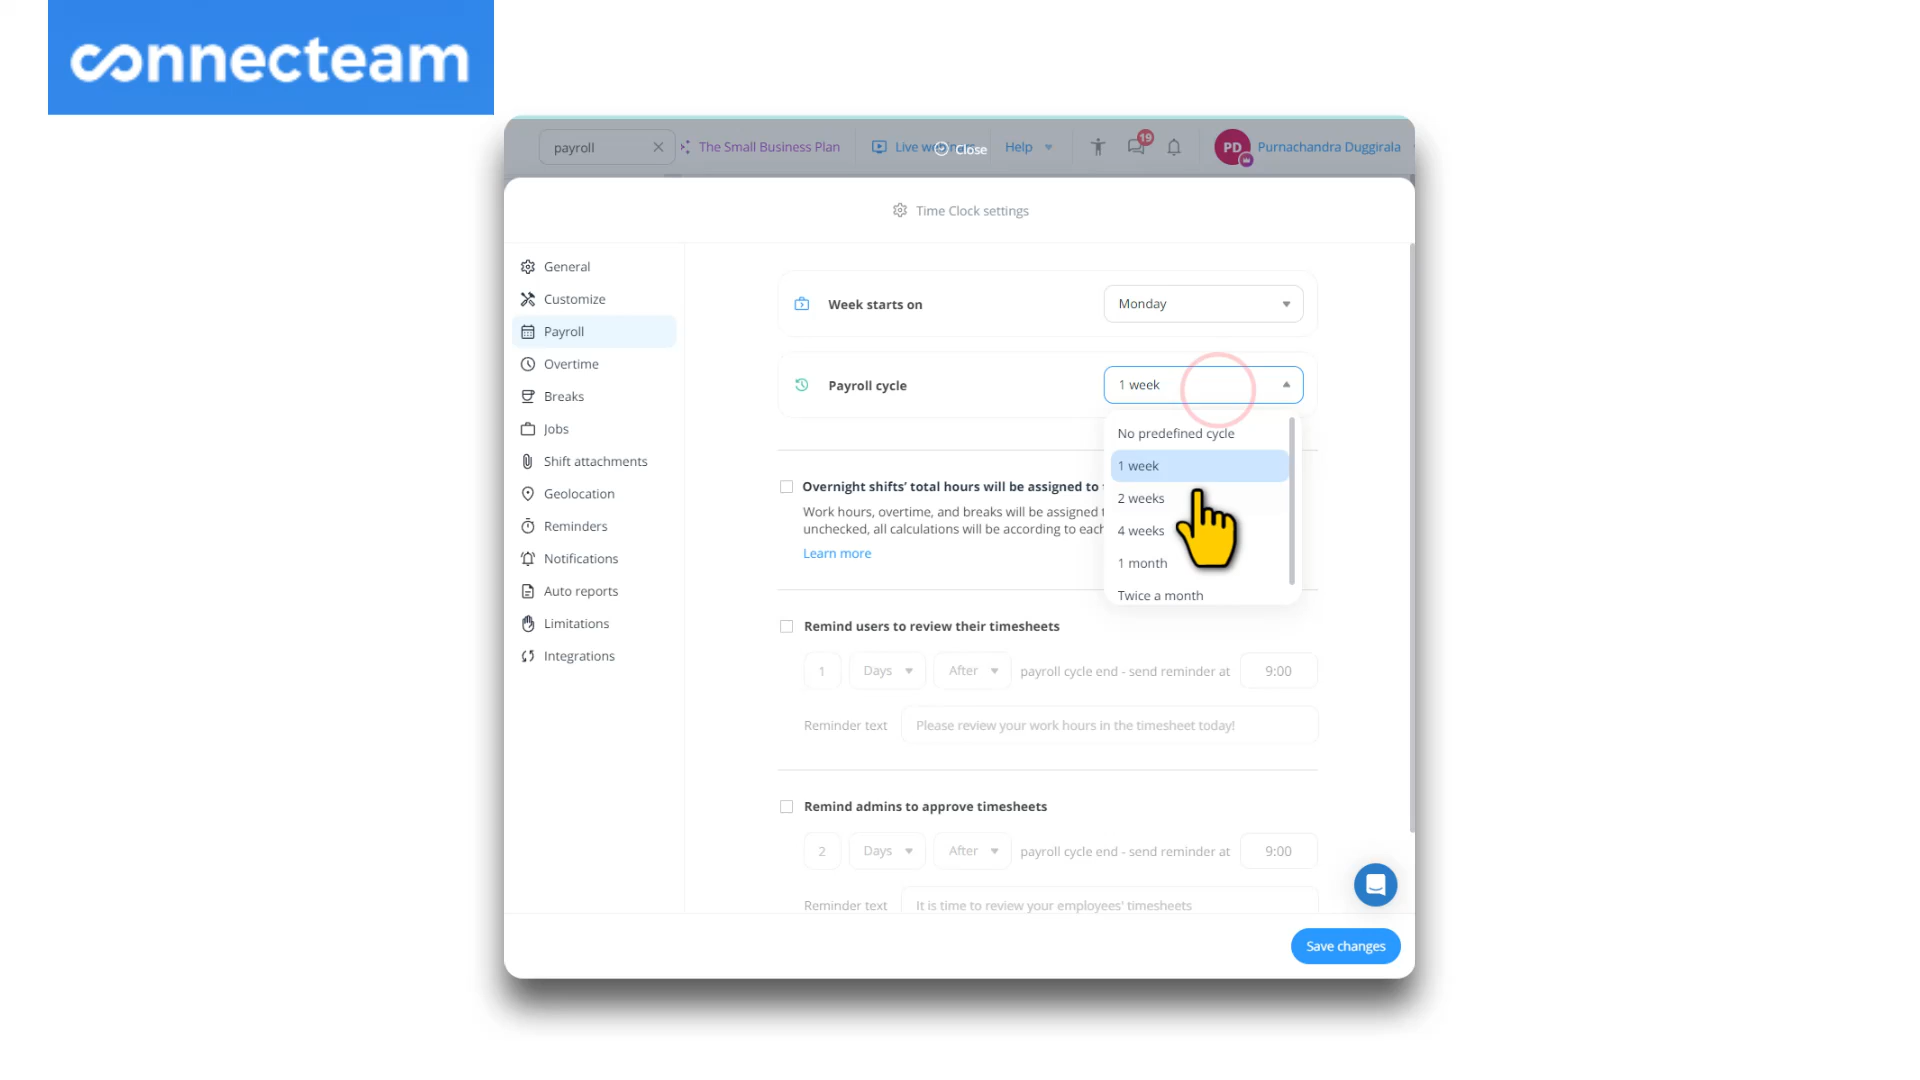 connecteam
payroll
The Small Business Plan
Close
Help
19
PD
Purnachandra Duggirala
Time Clock settings
General
Customize
Payroll
Overtime
Breaks
Jobs
Shift attachments
Geolocation
Reminders
Notifications
Auto reports
Limitations
Integrations
Week starts on
Monday
Payroll cycle
1 week
No predefined cycle
1 week
2 weeks
4 weeks
1 month
Twice a month
Overnight shifts’ total hours will be assigned to
Work hours, overtime, and breaks will be assigned
unchecked, all calculations will be according to each
Learn more
Remind users to review their timesheets
1 Days After payroll cycle end - send reminder at 9:00
Reminder text Please review your work hours in the timesheet today!
Remind admins to approve timesheets
2 Days After payroll cycle end - send reminder at 9:00
Reminder text It is time to review your employees' timesheets
Save changes